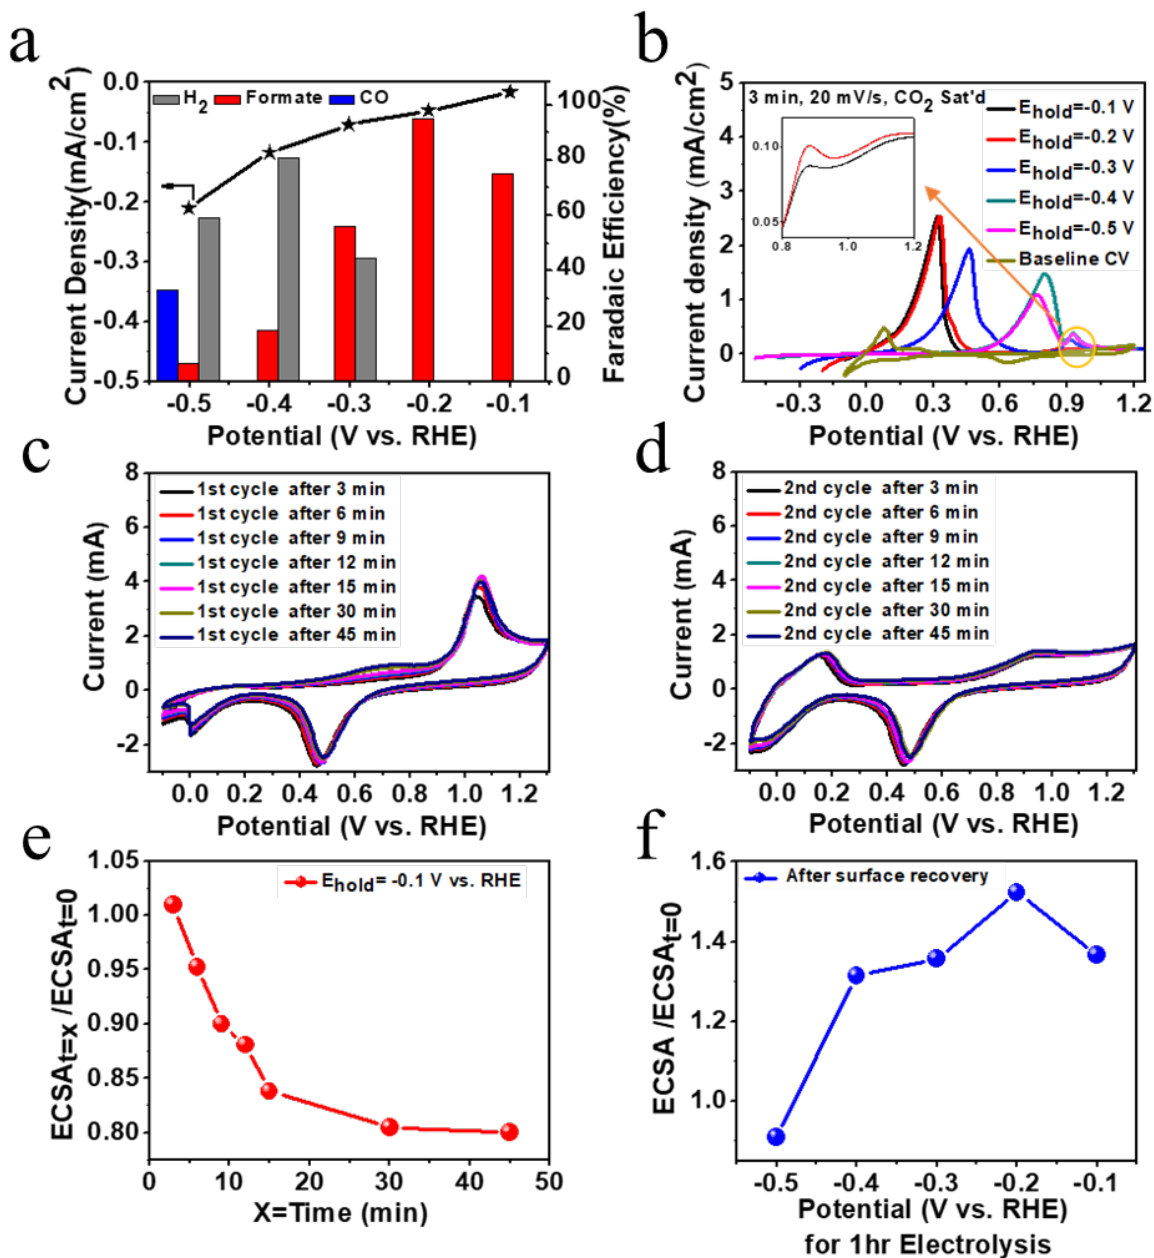 a
H2 Formate CO
0.0
-0.1
-0.2
-0.3
-0.4
-0.5
Current Density(mA/cm2)
100
80
60
40
20
0
Faradaic Efficiency(%)
-0.5 -0.4 -0.3 -0.2 -0.1
Potential (V vs. RHE)
b
3 min, 20 mV/s, CO2 Sat'd
Ehold=-0.1 V
Ehold=-0.2 V
Ehold=-0.3 V
Ehold=-0.4 V
Ehold=-0.5 V
Baseline CV
0.10
0.05
0.8 1.0 1.2
5
4
3
2
1
0
Current density (mA/cm2)
-0.3 0.0 0.3 0.6 0.9 1.2
Potential (V vs. RHE)
c
1st cycle after 3 min
1st cycle after 6 min
1st cycle after 9 min
1st cycle after 12 min
1st cycle after 15 min
1st cycle after 30 min
1st cycle after 45 min
8
6
4
2
0
-2
Current (mA)
0.0 0.2 0.4 0.6 0.8 1.0 1.2
Potential (V vs. RHE)
d
2nd cycle after 3 min
2nd cycle after 6 min
2nd cycle after 9 min
2nd cycle after 12 min
2nd cycle after 15 min
2nd cycle after 30 min
2nd cycle after 45 min
8
6
4
2
0
-2
Current (mA)
0.0 0.2 0.4 0.6 0.8 1.0 1.2
Potential (V vs. RHE)
e
Ehold= -0.1 V vs. RHE
1.05
1.00
0.95
0.90
0.85
0.80
ECSAt=x /ECSAt=0
0 10 20 30 40 50
X=Time (min)
f
After surface recovery
1.6
1.4
1.2
1.0
ECSA /ECSAt=0
-0.5 -0.4 -0.3 -0.2 -0.1
Potential (V vs. RHE)
for 1hr Electrolysis